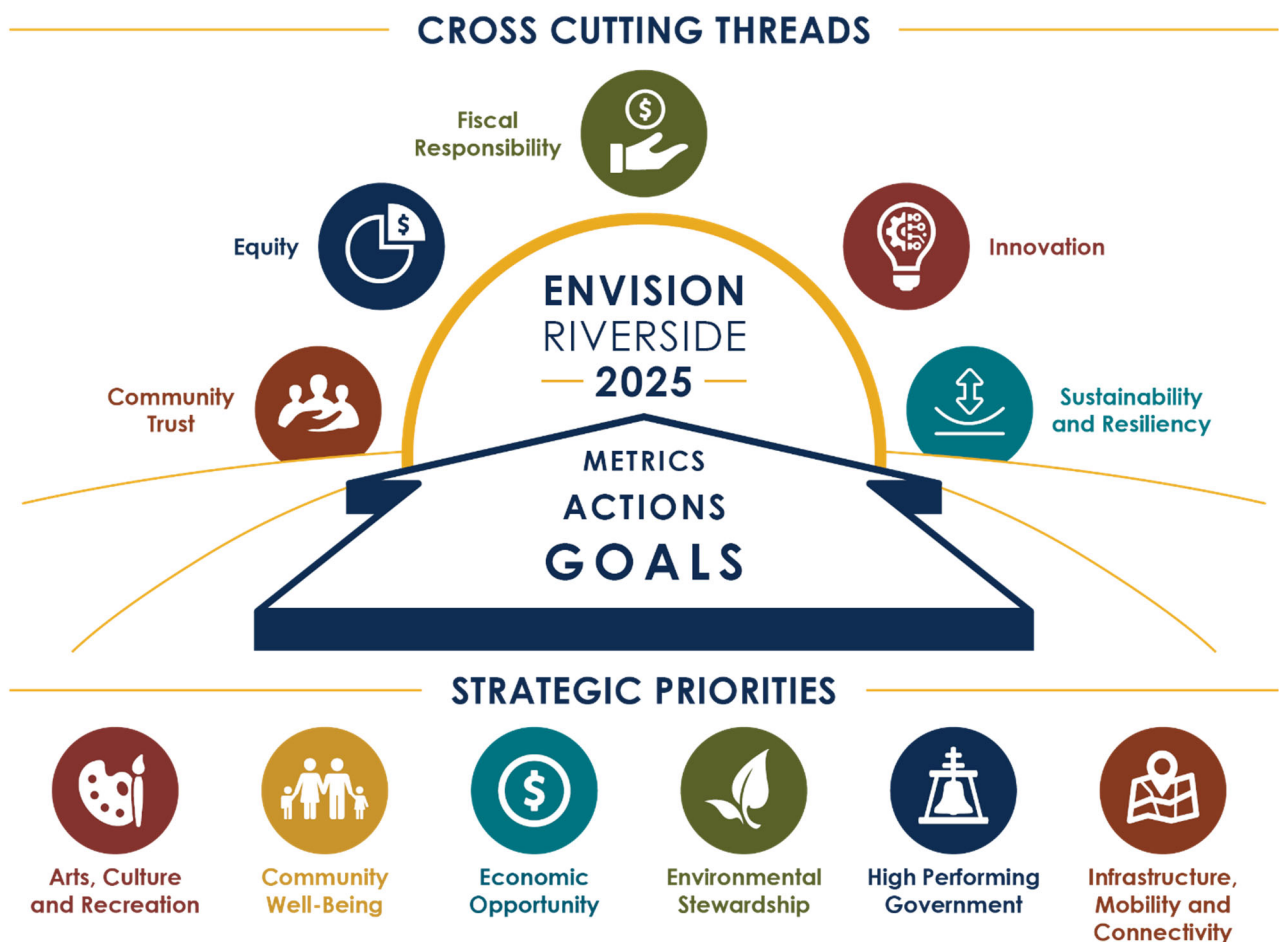 CROSS CUTTING THREADS
Fiscal
Responsibility
$
Equity
$
Innovation
ENVISION
RIVERSIDE
2025
Community
Trust
Sustainability
and Resiliency
METRICS
ACTIONS
GOALS
STRATEGIC PRIORITIES
$
Arts, Culture
and Recreation
Community
Well-Being
Economic
Opportunity
Environmental
Stewardship
High Performing
Government
Infrastructure,
Mobility and
Connectivity